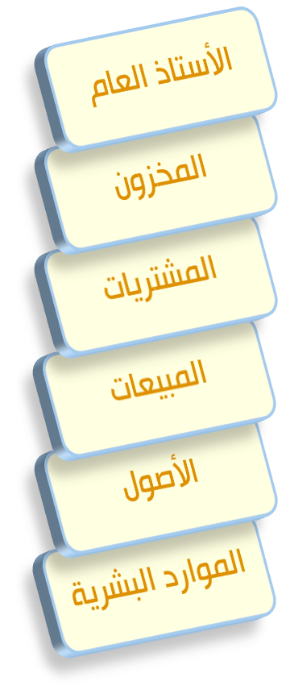 الأستاذ العام
المخزون
المشتريات
المبيعات
الأصول
الموارد البشرية